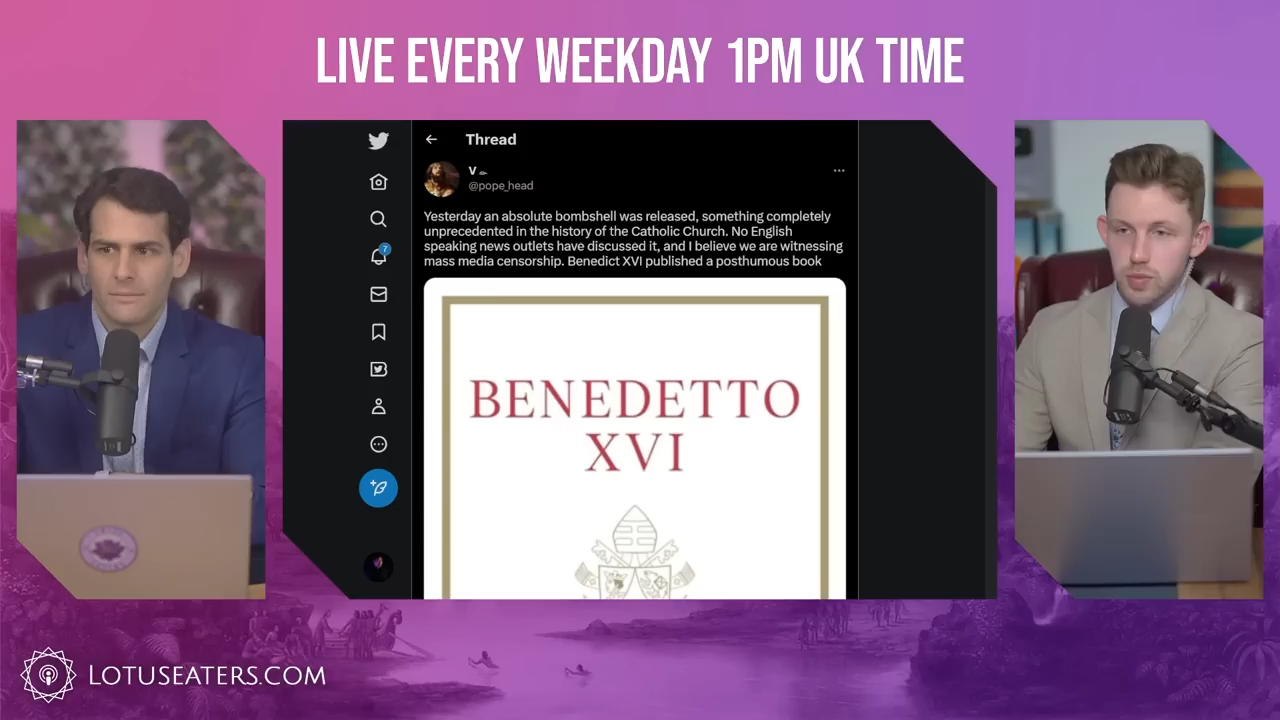 LIVE EVERY WEEKDAY 1PM UK TIME
Thread
V
@pope_head
7
Yesterday an absolute bombshell was released, something completely
unprecedented in the history of the Catholic Church. No English
speaking news outlets have discussed it, and I believe we are witnessing
mass media censorship. Benedict XVI published a posthumous book
BENEDETTO
XVI
LOTUSEATERS.COM